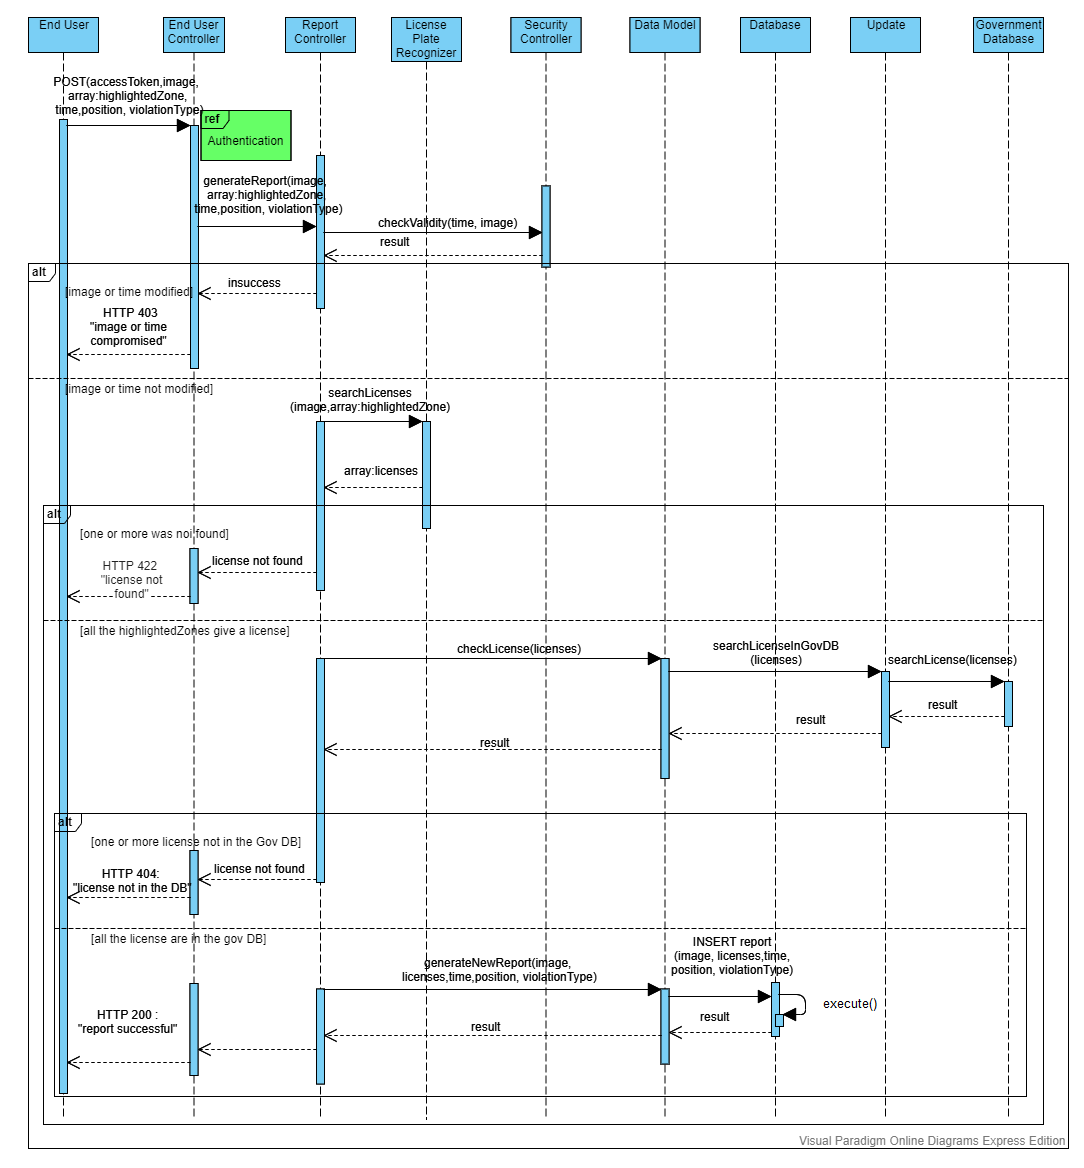 End User
End User
Controller
Report
Controller
License
Plate
Recognizer
Security
Controller
Data Model
Database
Update
Government
Database
POST(accessToken,image,
array:highlightedZone,
time,position, violationType)
ref
Authentication
generateReport(image,
array:highlightedZone,
time,position, violationType)
checkValidity(time, image)
result
alt
[image or time modified]
insuccess
HTTP 403
"image or time
compromised"
[image or time not modified]
searchLicenses
(image,array:highlightedZone)
array:licenses
alt
[one or more was not found]
license not found
HTTP 422
"license not
found"
[all the highlightedZones give a license]
checkLicense(licenses)
searchLicenseInGovDB
(licenses)
searchLicense(licenses)
result
result
result
alt
[one or more license not in the Gov DB]
license not found
HTTP 404:
"license not in the DB"
[all the license are in the gov DB]
generateNewReport(image,
licenses,time,position, violationType)
INSERT report
(image, licenses,time,
position, violationType)
execute()
result
result
HTTP 200 :
"report successful"
Visual Paradigm Online Diagrams Express Edition